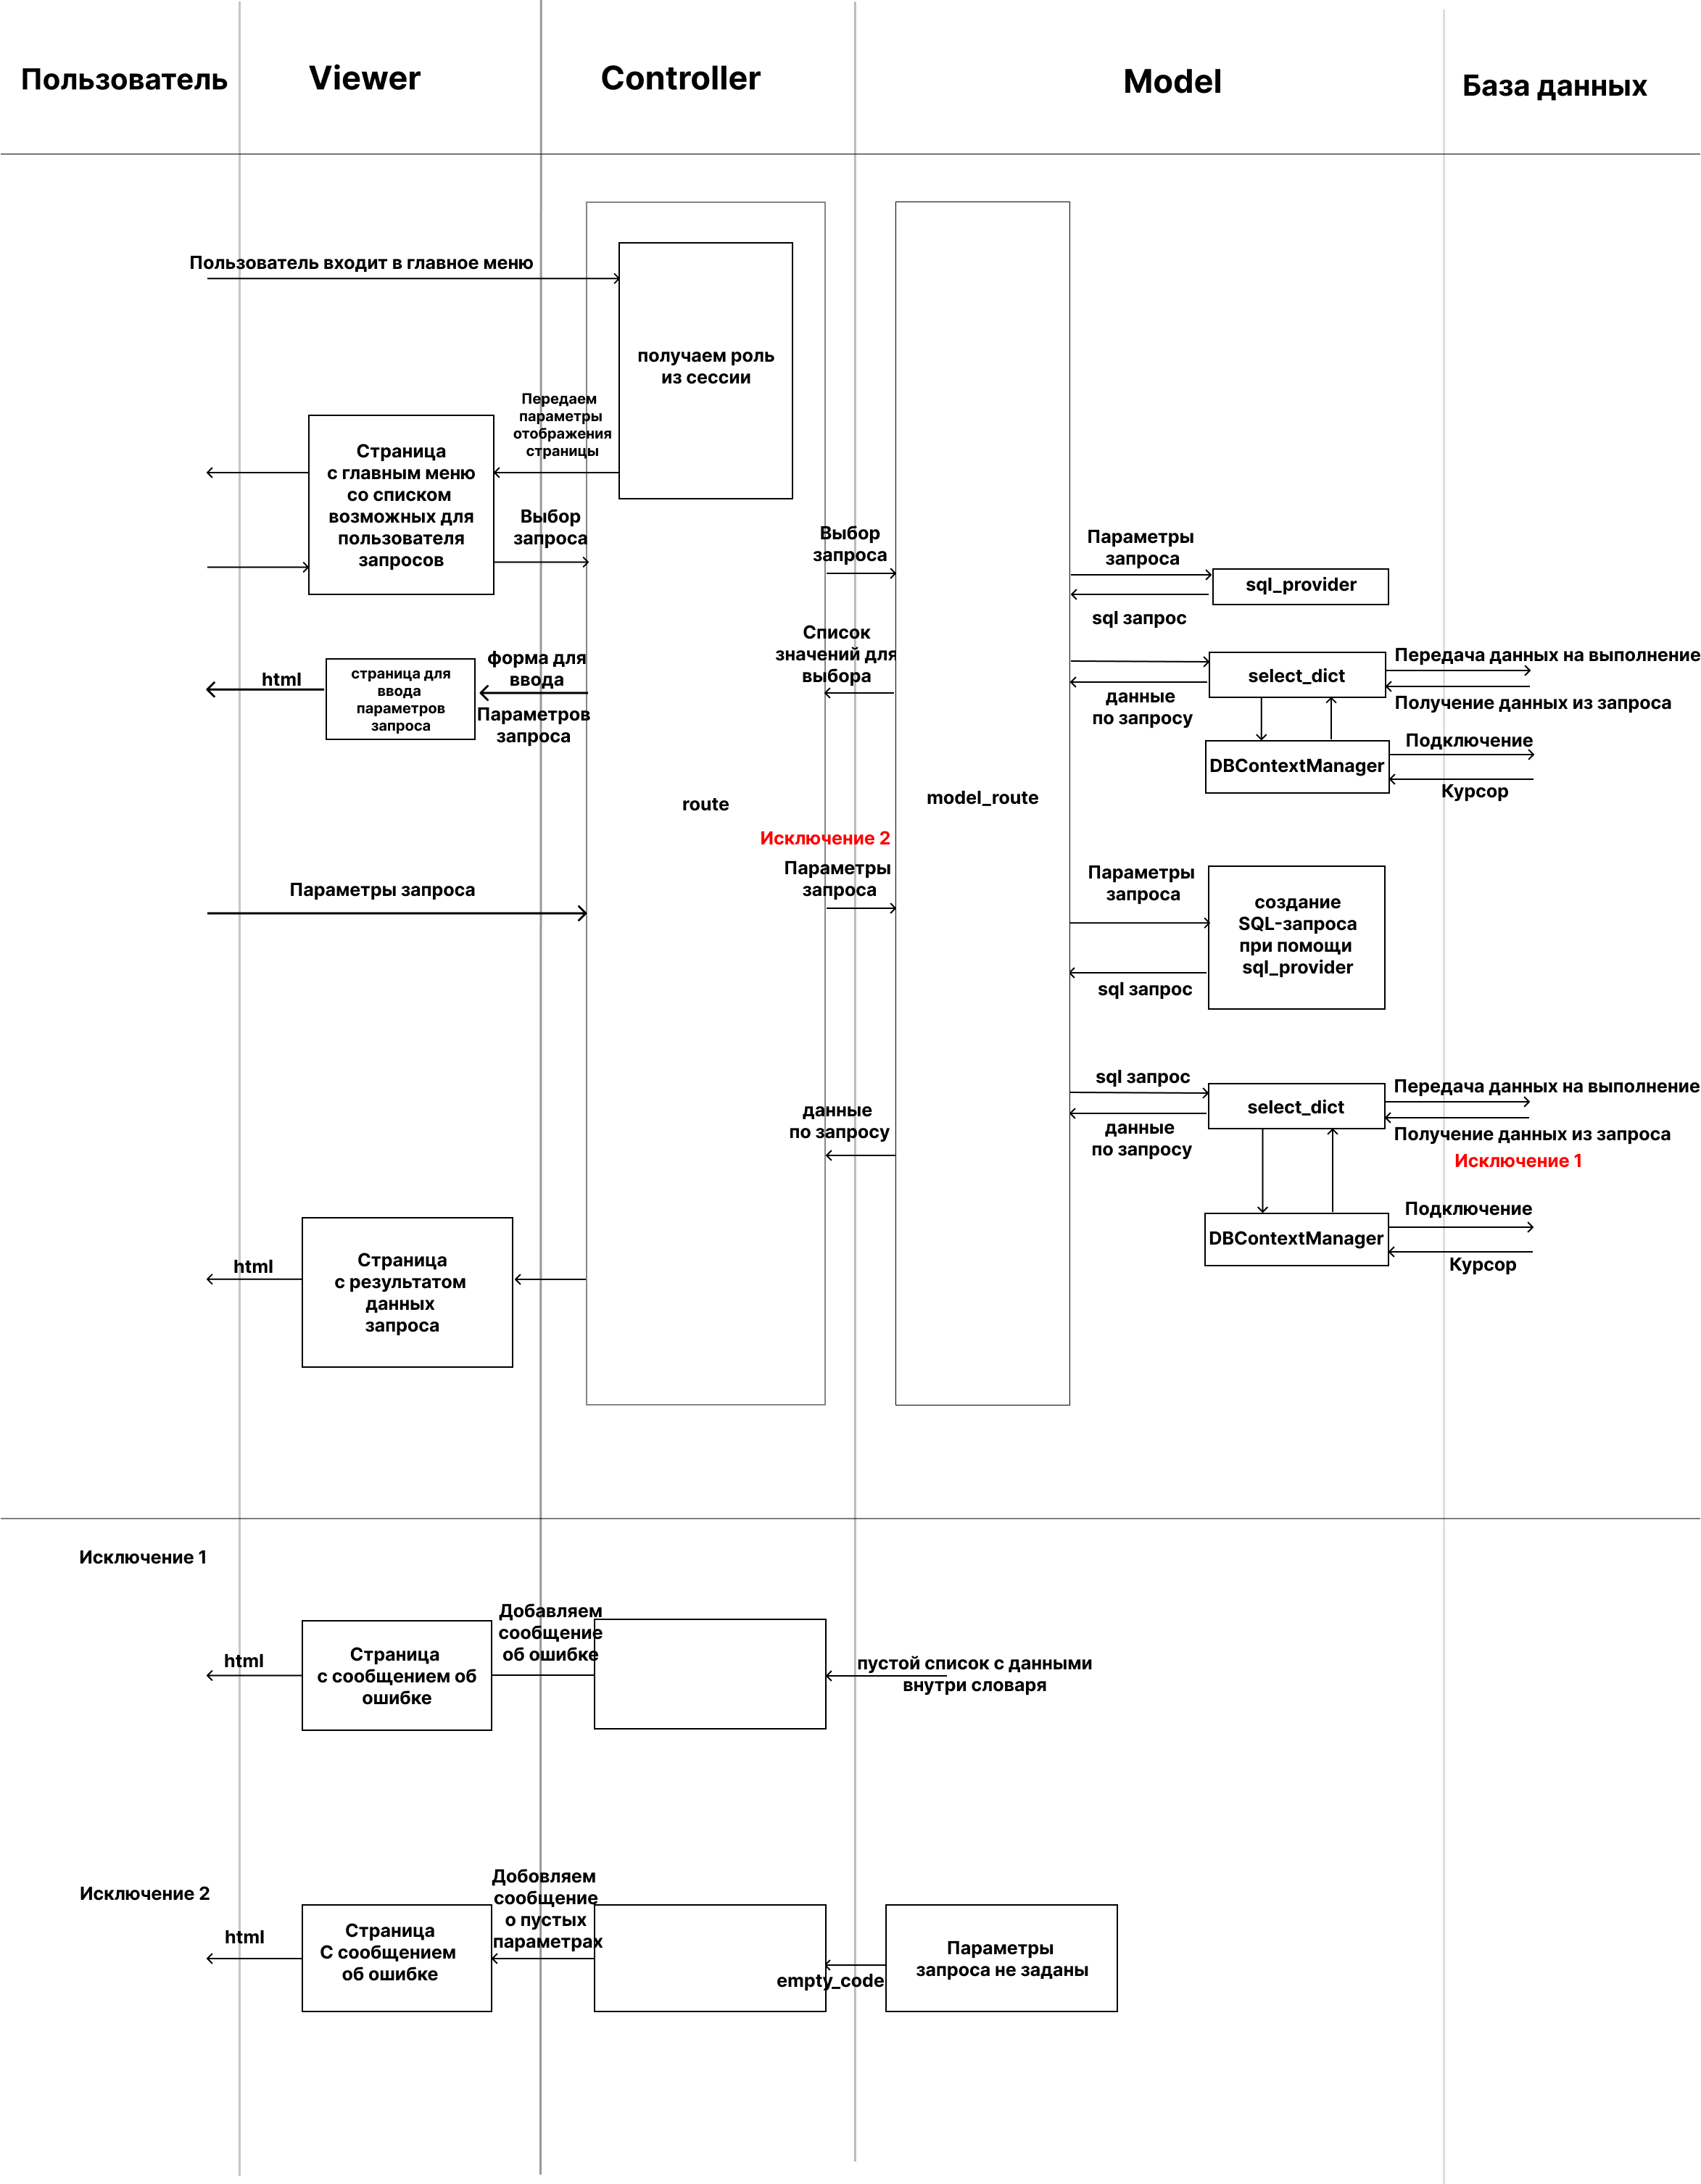 Пользователь
Viewer
Controller
Model
База данных
Пользователь входит в главное меню
получаем роль
из сессии
Передаем
параметры
отображения
страницы
Страница
с главным меню
со списком
возможных для
пользователя
запросов
Выбор
запроса
Выбор
запроса
Параметры
запроса
sql_provider
sql запрос
Список
значений для
выбора
форма для
ввода
Параметров
запроса
html
страница для
ввода
параметров
запроса
select_dict
данные
по запросу
Передача данных на выполнение
Получение данных из запроса
DBContextManager
Подключение
Курсор
route
model_route
Исключение 2
Параметры
запроса
Параметры запроса
Параметры
запроса
создание
SQL-запроса
при помощи
sql_provider
sql запрос
sql запрос
select_dict
данные
по запросу
Передача данных на выполнение
Получение данных из запроса
Исключение 1
данные
по запросу
DBContextManager
Подключение
Курсор
html
Страница
с результатом
данных
запроса
Исключение 1
html
Страница
с сообщением об
ошибке
Добавляем
сообщение
об ошибке
пустой список с данными
внутри словаря
Исключение 2
html
Страница
С сообщением
об ошибке
Добовляем
сообщение
о пустых
параметрах
empty_code
Параметры
запроса не заданы